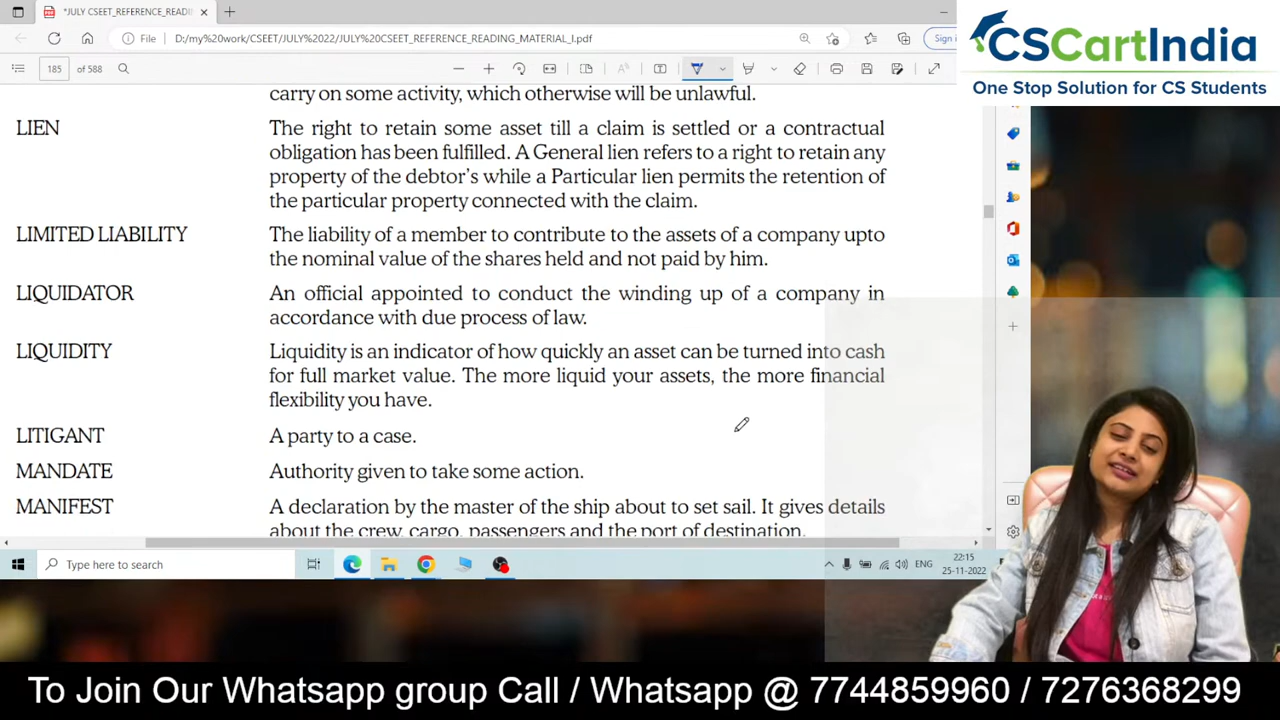 *JULY CSEET_REFERENCE_READI
File
D:/my%20work/CSEET/JULY%202022/JULY%20CSEET_REFERENCE_READING_MATERIAL_I.pdf
Sign i
185 of 588
CSCartIndia
One Stop Solution for CS Students
carry on some activity, which otherwise will be unlawful.
LIEN The right to retain some asset till a claim is settled or a contractual
obligation has been fulfilled. A General lien refers to a right to retain any
property of the debtor's while a Particular lien permits the retention of
the particular property connected with the claim.
LIMITED LIABILITY The liability of a member to contribute to the assets of a company upto
the nominal value of the shares held and not paid by him.
LIQUIDATOR An official appointed to conduct the winding up of a company in
accordance with due process of law.
LIQUIDITY Liquidity is an indicator of how quickly an asset can be turned into cash
for full market value. The more liquid your assets, the more financial
flexibility you have.
LITIGANT A party to a case.
MANDATE Authority given to take some action.
MANIFEST A declaration by the master of the ship about to set sail. It gives details
about the crew, cargo, passengers and the port of destination.
Type here to search
ENG
22:15
25-11-2022
To Join Our Whatsapp group Call / Whatsapp @ 7744859960 / 7276368299